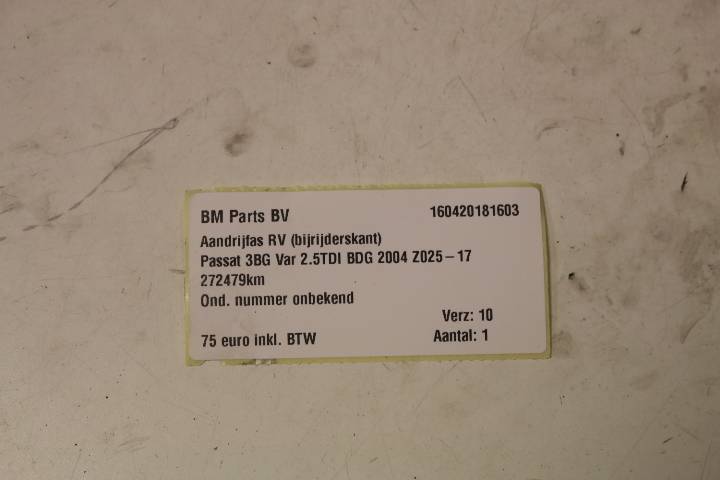 BM Parts BV 160420181603
Aandrijfas RV (bijrijderskant)
Passat 3BG Var 2.5TDI BDG 2004 Z025-17
272479km
Ond. nummer onbekend
Verz: 10
75 euro inkl. BTW Aantal: 1